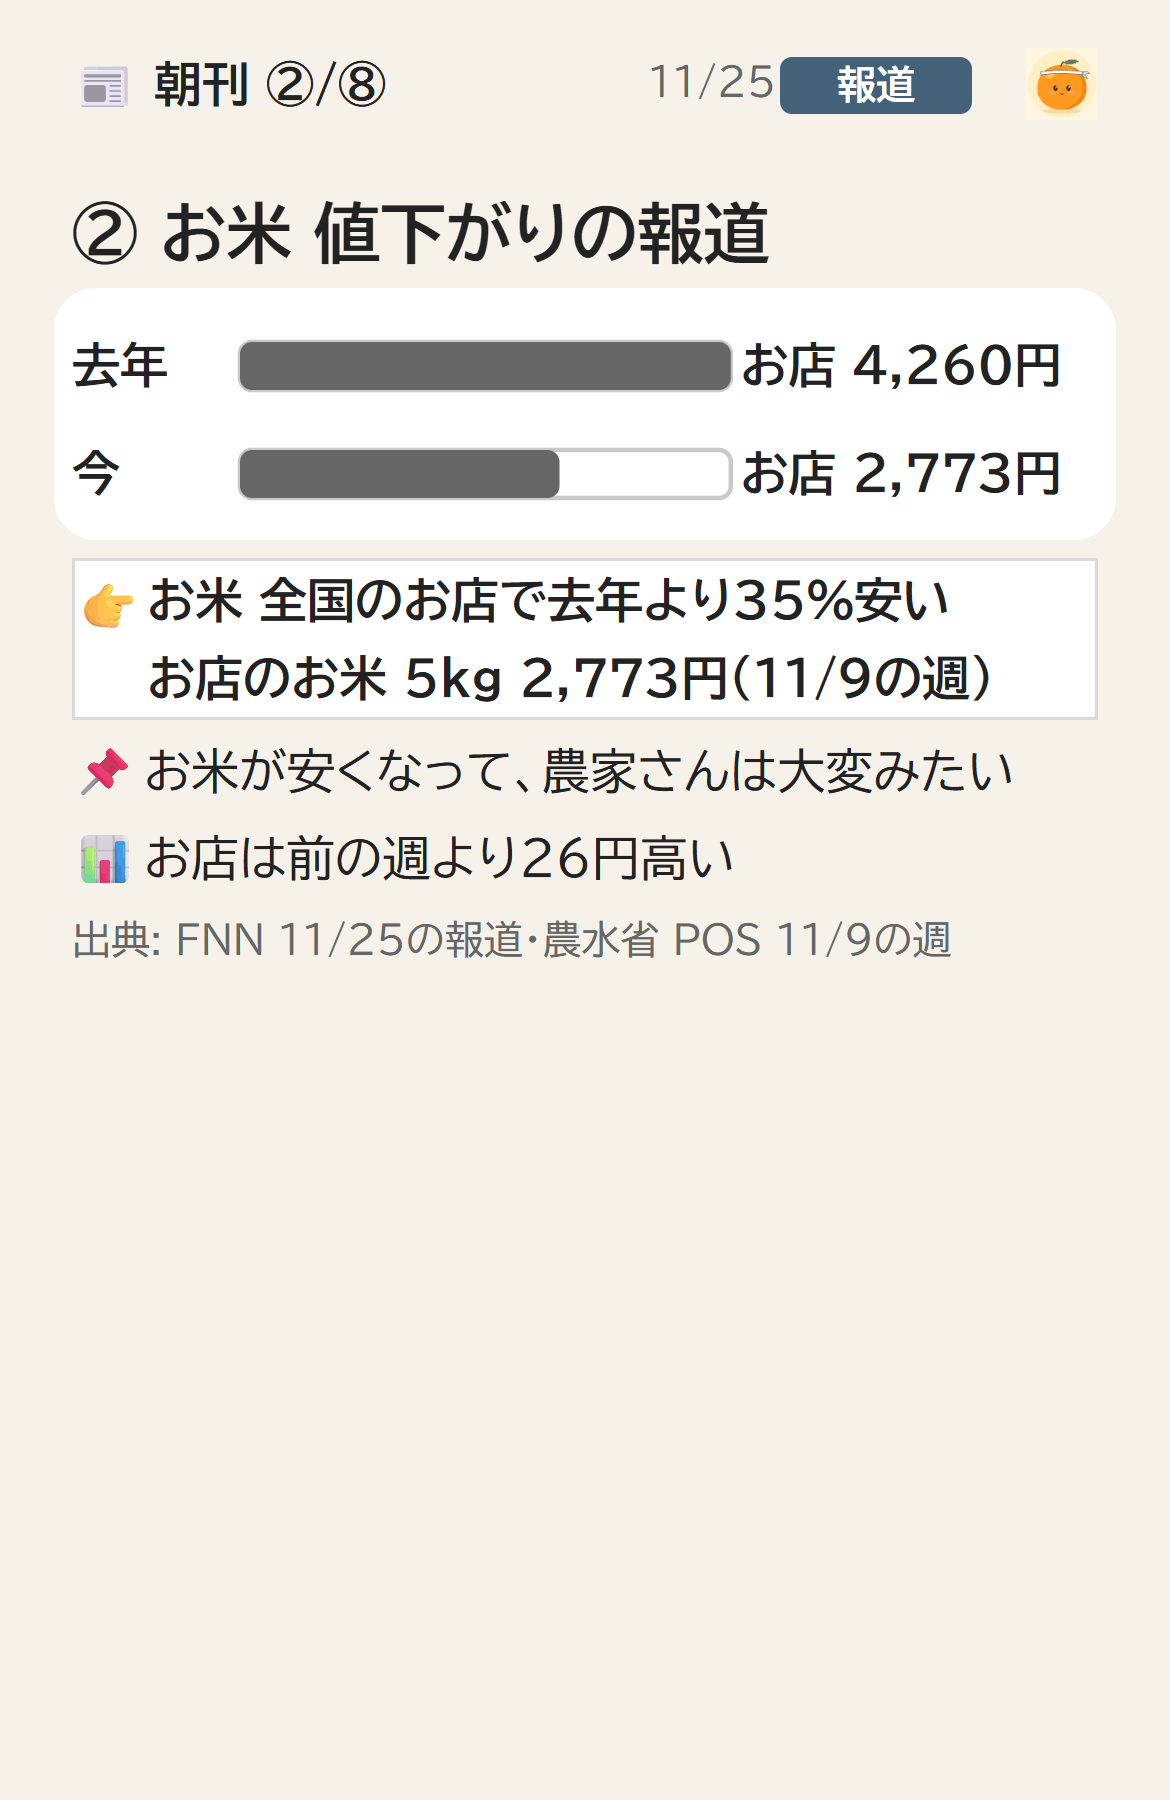 朝刊 ②/⑧ 11/25 報道
② お米 値下がりの報道
去年 お店 4,260円
今 お店 2,773円
お米 全国のお店で去年より35%安い
お店のお米 5kg 2,773円(11/9の週)
お米が安くなって、農家さんは大変みたい
お店は前の週より26円高い
出典: FNN 11/25の報道・農水省 POS 11/9の週